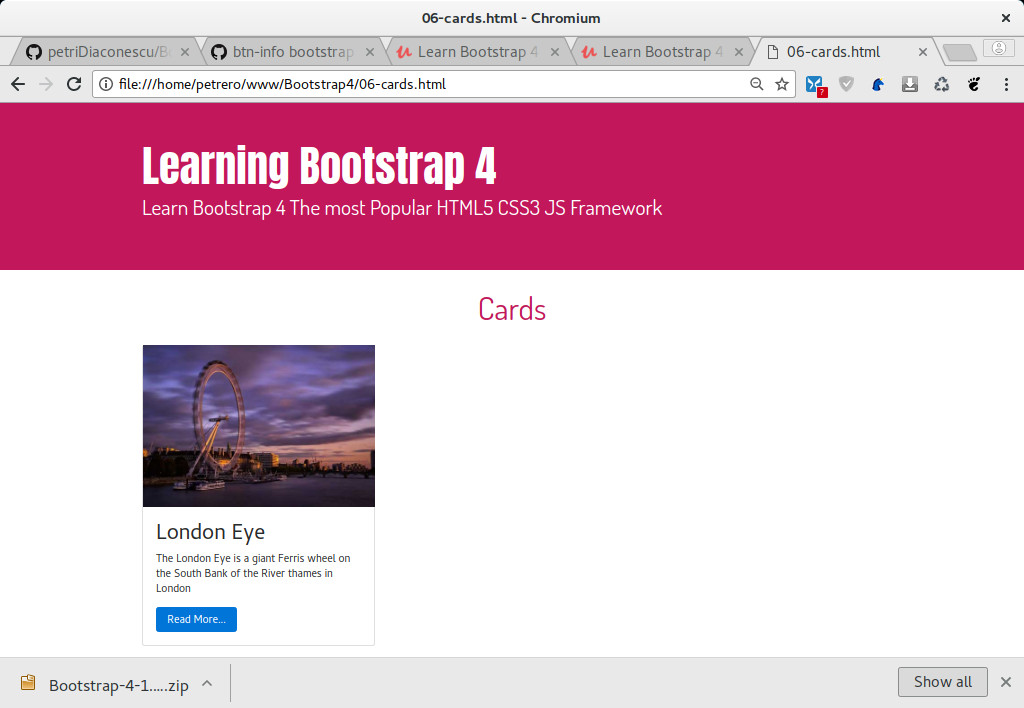 06-cards.html - Chromium
petriDiaconescu/B
btn-info bootstrap
Learn Bootstrap 4
Learn Bootstrap 4
06-cards.html
file:///home/petrero/www/Bootstrap4/06-cards.html
?
Learning Bootstrap 4
Learn Bootstrap 4 The most Popular HTML5 CSS3 JS Framework
Cards
London Eye
The London Eye is a giant Ferris wheel on
the South Bank of the River thames in
London
Read More...
Bootstrap-4-1.....zip
Show all